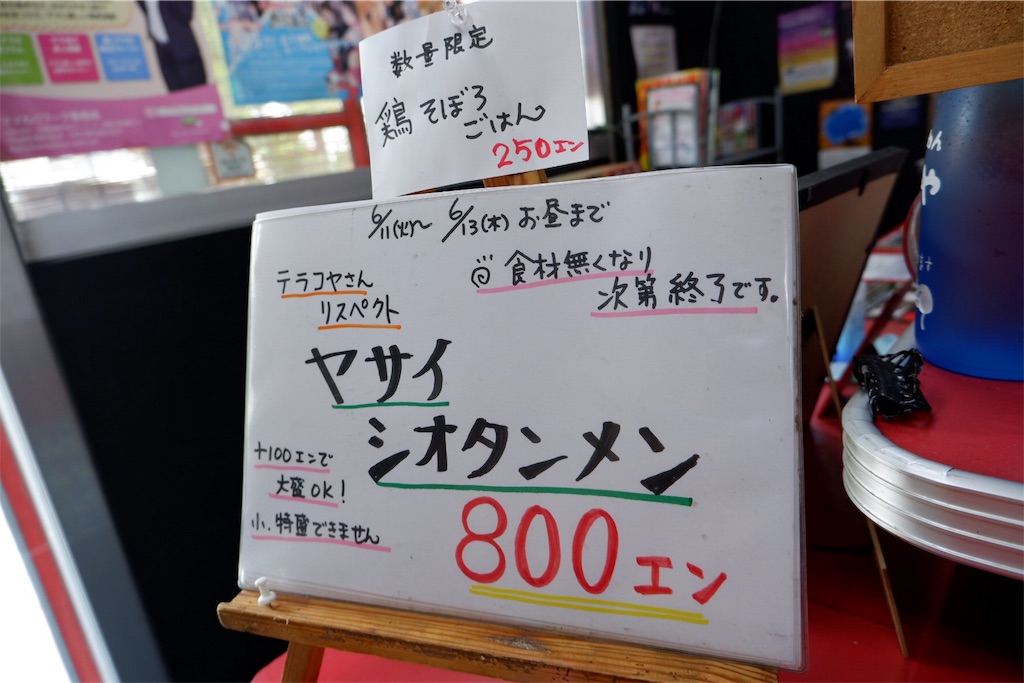 数量限定
鶏そぼろ
ごはん
250エン
6/11(火)〜6/13(木)お昼まで
テラコヤさん
リスペクト
食材無くなり
次第終了です。
ヤサイ
シオタンメン
+100エンで
大盛OK!
小、特盛できません
800エン